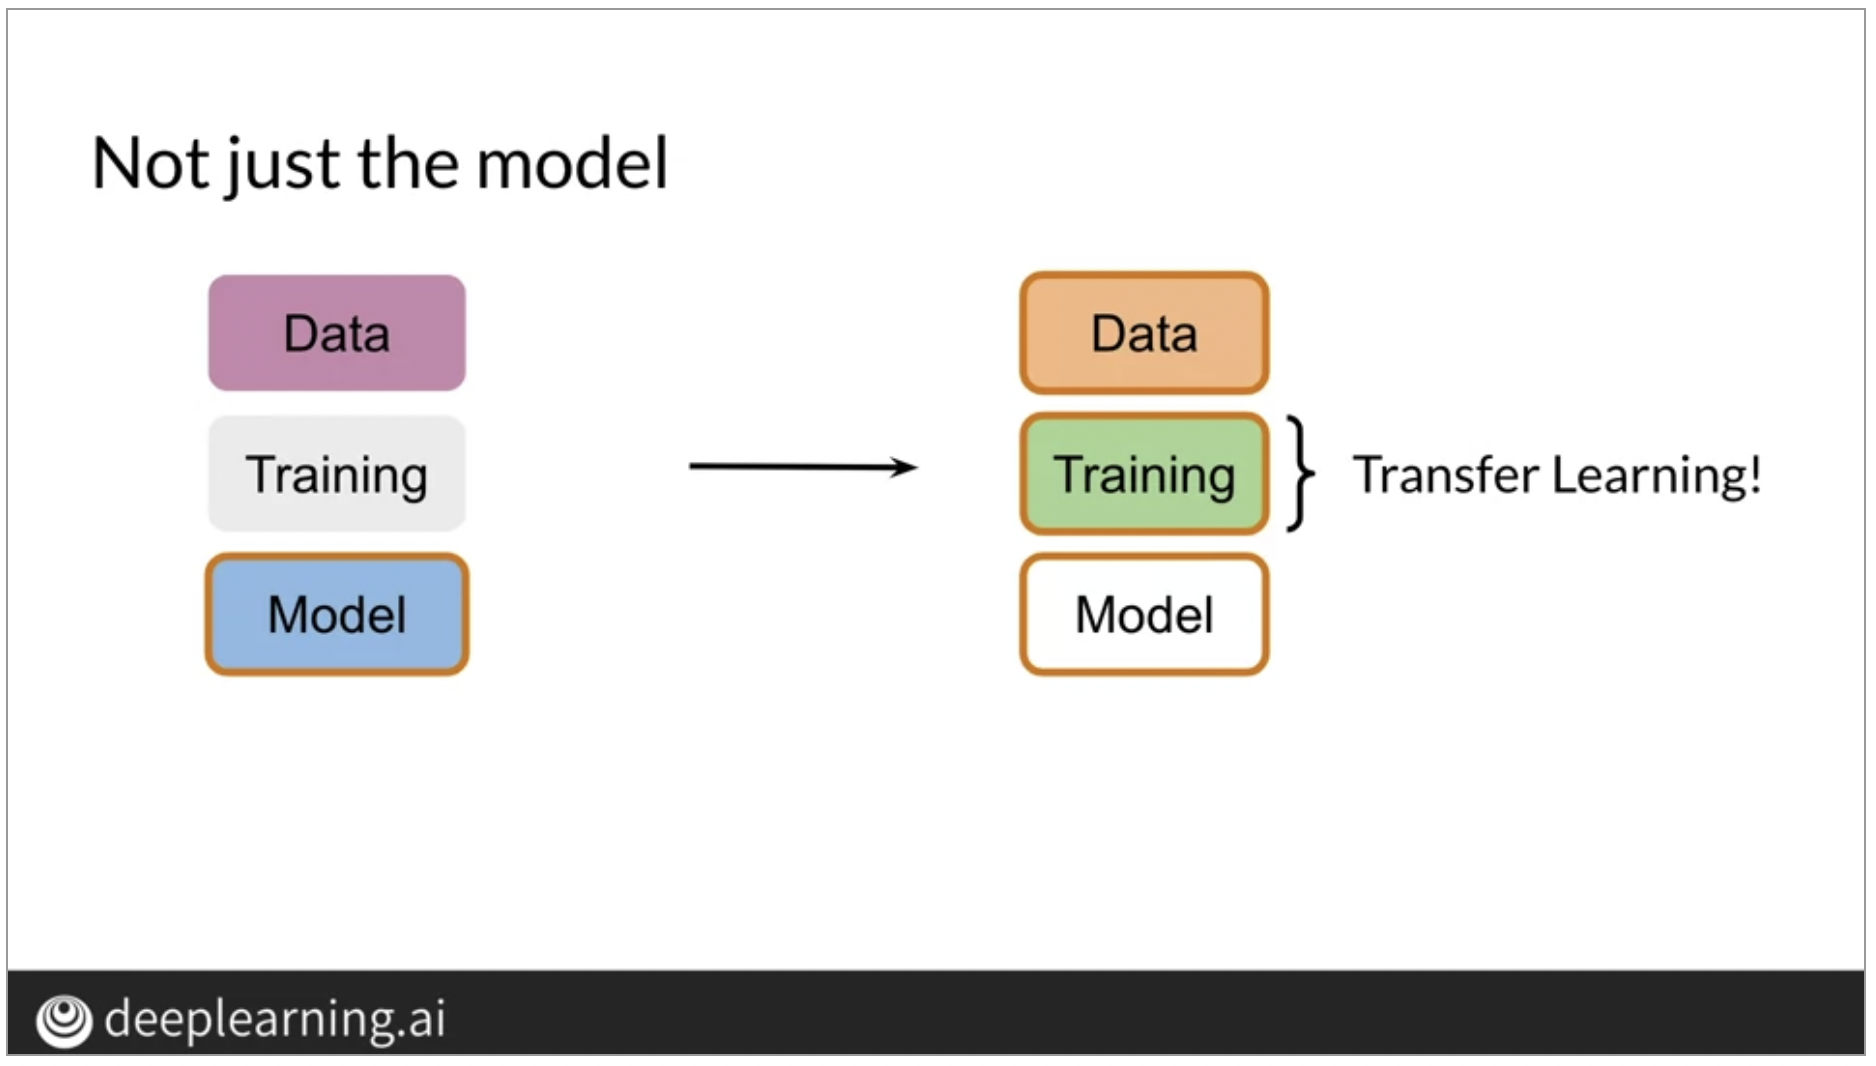 Not just the model
Data
Training
Model
Data
Training
Model
Transfer Learning!
deeplearning.ai